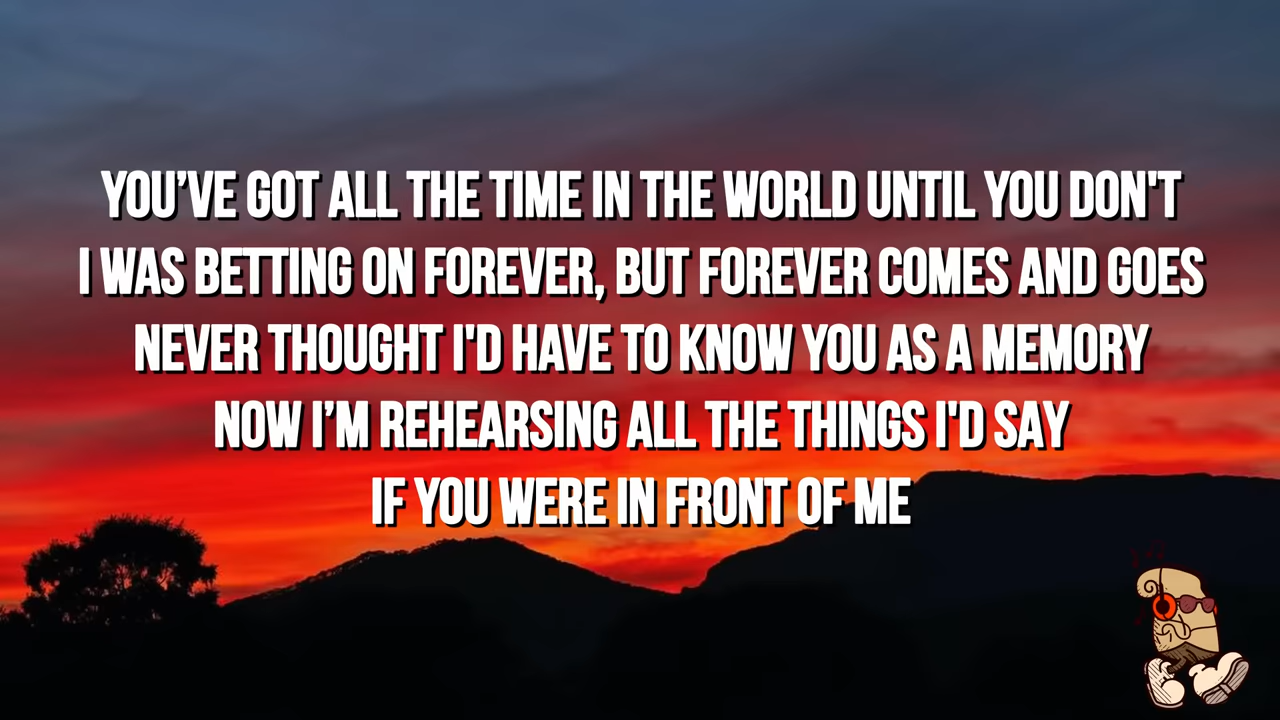 YOU’VE GOT ALL THE TIME IN THE WORLD UNTIL YOU DON'T
I WAS BETTING ON FOREVER, BUT FOREVER COMES AND GOES
NEVER THOUGHT I'D HAVE TO KNOW YOU AS A MEMORY
NOW I’M REHEARSING ALL THE THINGS I'D SAY
IF YOU WERE IN FRONT OF ME